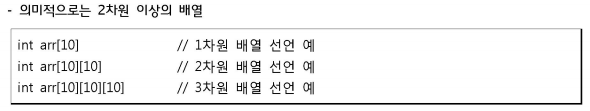 - 의미적으로는 2차원 이상의 배열
int arr[10] // 1차원 배열 선언 예
int arr[10][10] // 2차원 배열 선언 예
int arr[10][10][10] // 3차원 배열 선언 예